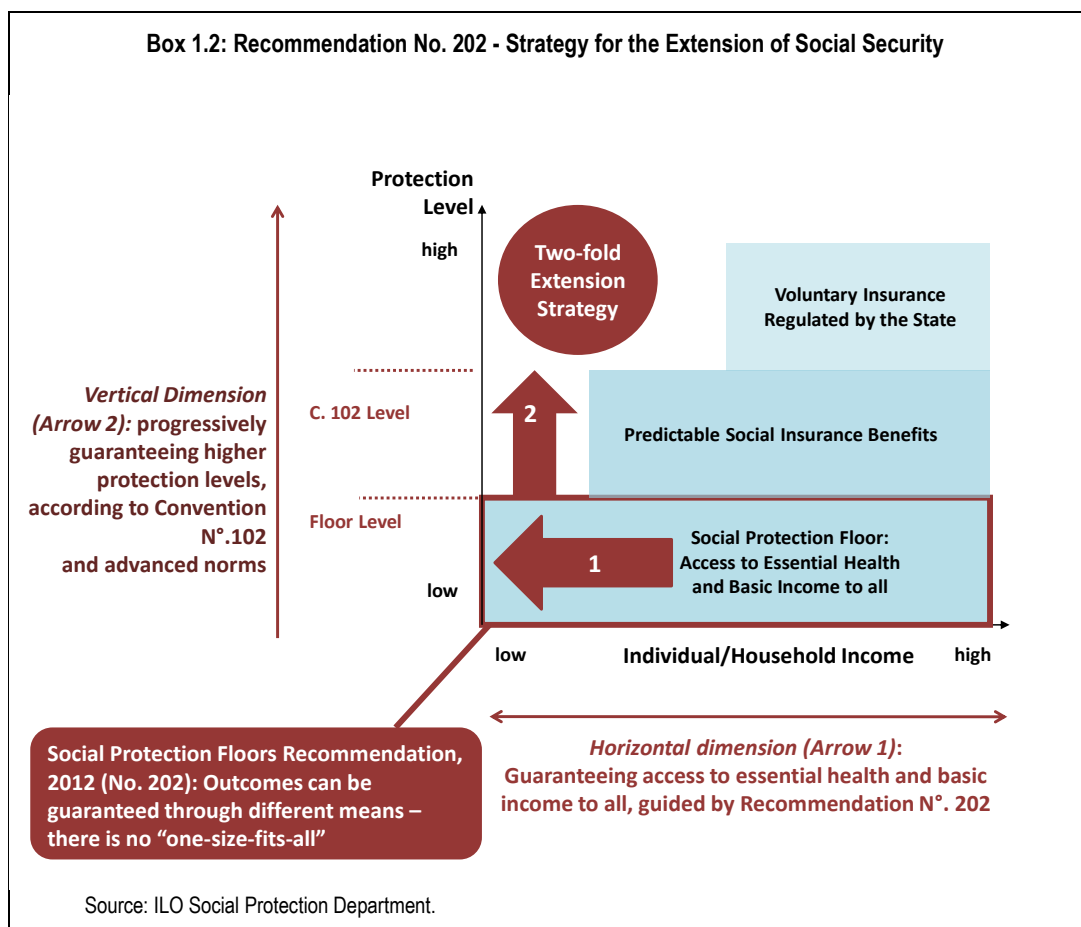 Box 1.2: Recommendation No. 202 - Strategy for the Extension of Social Security
Protection
Level
high
Two-fold
Extension
Strategy
Voluntary Insurance
Regulated by the State
Vertical Dimension
(Arrow 2): progressively
guaranteeing higher
protection levels,
according to Convention
N°.102
and advanced norms
C. 102 Level
2
Predictable Social Insurance Benefits
Floor Level
1
Social Protection Floor:
Access to Essential Health
and Basic Income to all
low
low
Individual/Household Income
high
Social Protection Floors Recommendation,
2012 (No. 202): Outcomes can be
guaranteed through different means –
there is no “one-size-fits-all”
Horizontal dimension (Arrow 1):
Guaranteeing access to essential health and basic
income to all, guided by Recommendation N°. 202
Source: ILO Social Protection Department.